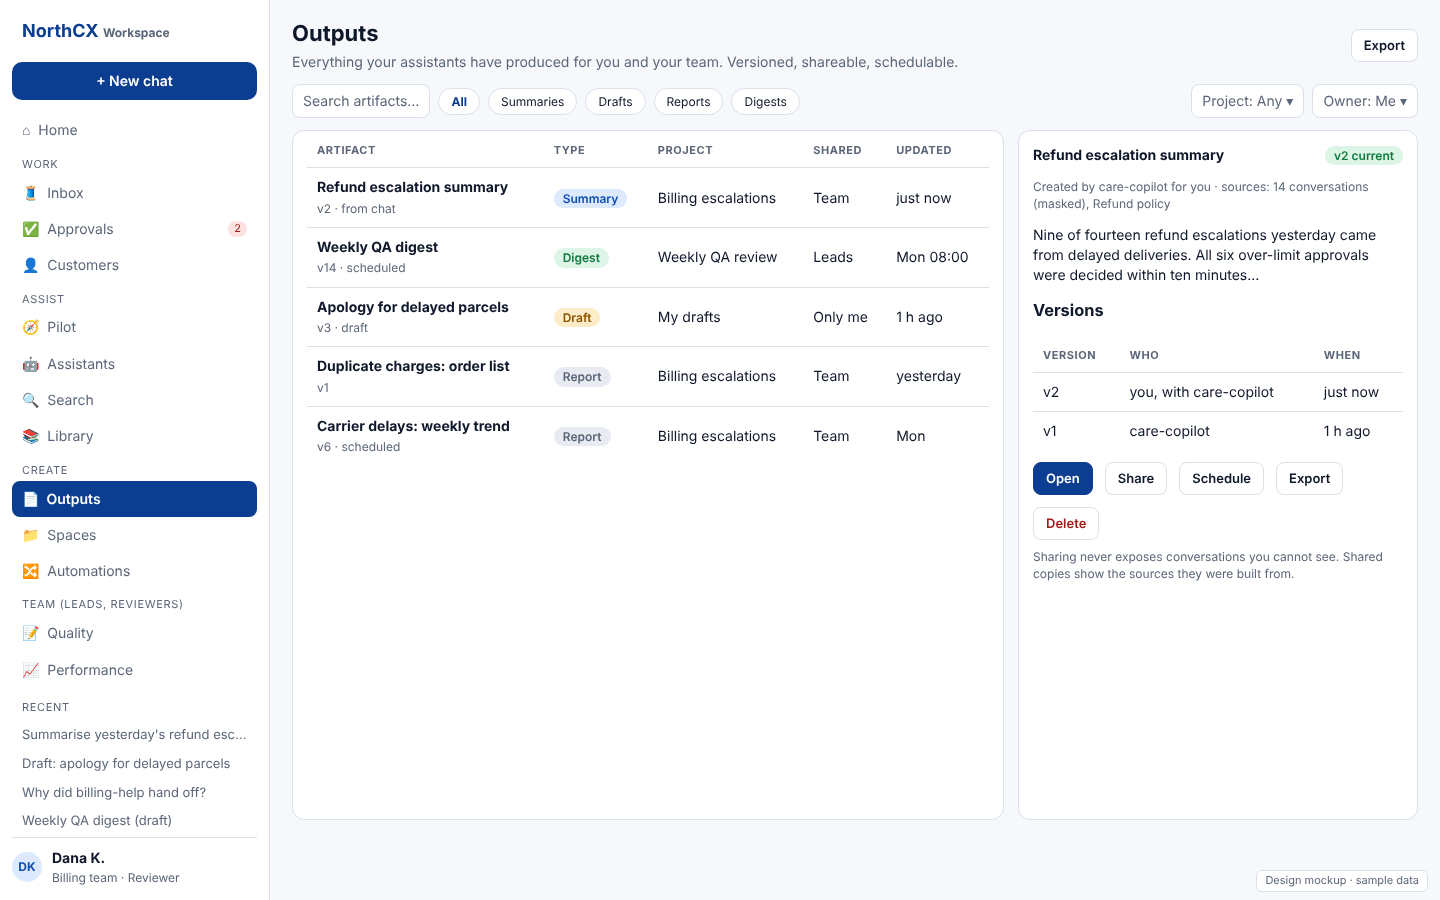 NorthCX Workspace
+ New chat
Home
WORK
Inbox
Approvals 2
Customers
ASSIST
Pilot
Assistants
Search
Library
CREATE
Outputs
Spaces
Automations
TEAM (LEADS, REVIEWERS)
Quality
Performance
RECENT
Summarise yesterday's refund esc...
Draft: apology for delayed parcels
Why did billing-help hand off?
Weekly QA digest (draft)
DK
Dana K.
Billing team · Reviewer
Outputs
Everything your assistants have produced for you and your team. Versioned, shareable, schedulable.
Export
Search artifacts... All Summaries Drafts Reports Digests Project: Any ▾ Owner: Me ▾
ARTIFACT TYPE PROJECT SHARED UPDATED
Refund escalation summary
v2 · from chat
Summary Billing escalations Team just now
Weekly QA digest
v14 · scheduled
Digest Weekly QA review Leads Mon 08:00
Apology for delayed parcels
v3 · draft
Draft My drafts Only me 1 h ago
Duplicate charges: order list
v1
Report Billing escalations Team yesterday
Carrier delays: weekly trend
v6 · scheduled
Report Billing escalations Team Mon
Refund escalation summary v2 current
Created by care-copilot for you · sources: 14 conversations
(masked), Refund policy
Nine of fourteen refund escalations yesterday came
from delayed deliveries. All six over-limit approvals
were decided within ten minutes...
Versions
VERSION WHO WHEN
v2 you, with care-copilot just now
v1 care-copilot 1 h ago
Open Share Schedule Export
Delete
Sharing never exposes conversations you cannot see. Shared
copies show the sources they were built from.
Design mockup · sample data